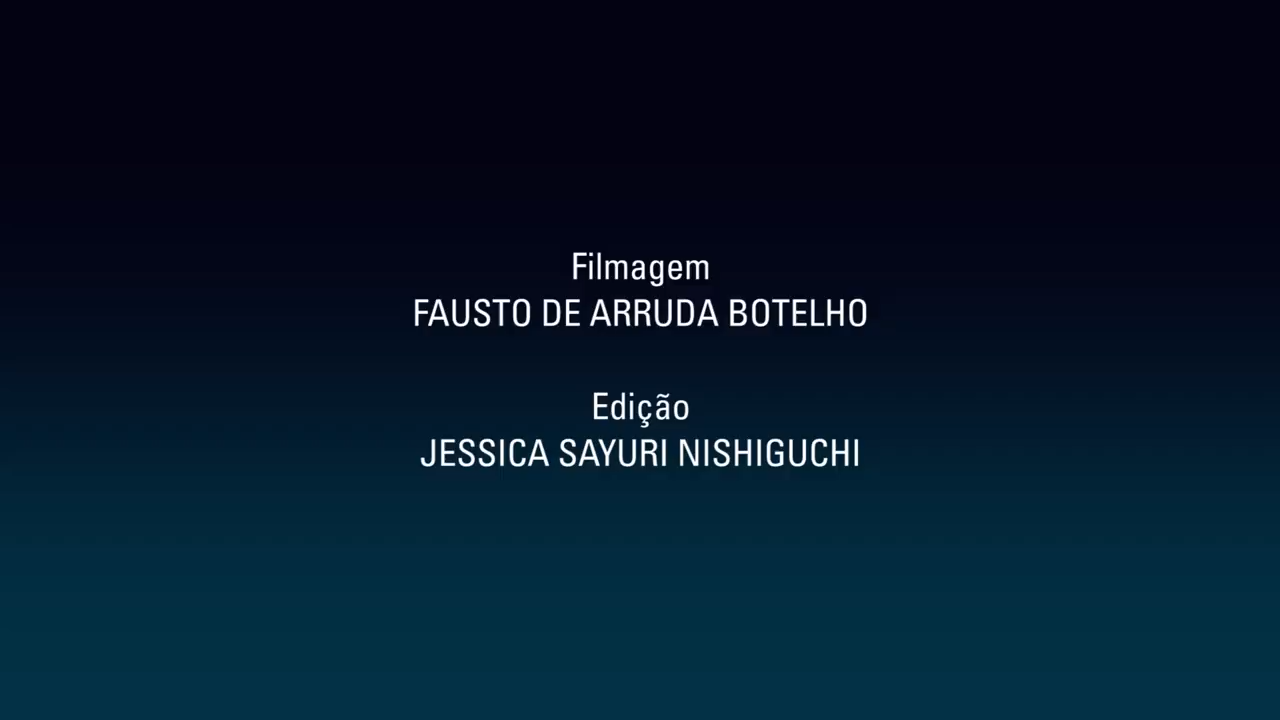 Filmagem
FAUSTO DE ARRUDA BOTELHO
Edição
JESSICA SAYURI NISHIGUCHI